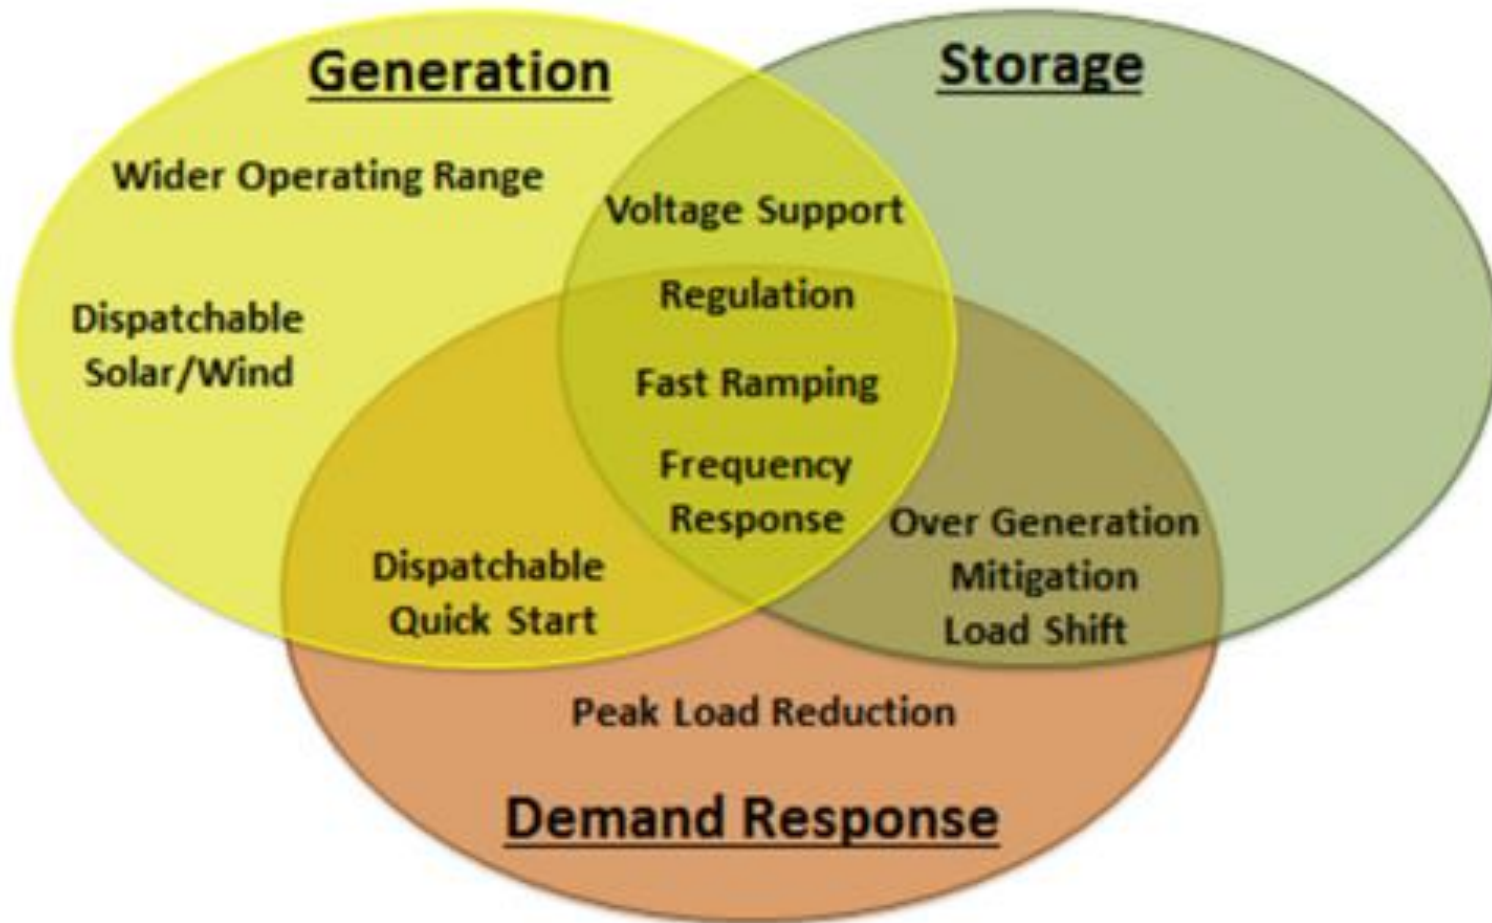 Generation
Storage
Wider Operating Range
Voltage Support
Dispatchable
Solar/Wind
Regulation
Fast Ramping
Frequency
Response
Over Generation
Mitigation
Load Shift
Dispatchable
Quick Start
Peak Load Reduction
Demand Response